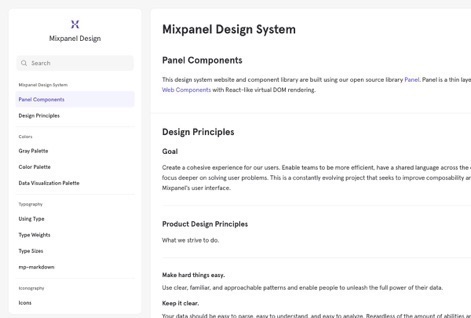 Mixpanel Design
Search
Mixpanel Design System
Panel Components
Design Principles
Colors
Gray Palette
Color Palette
Data Visualization Palette
Typography
Using Type
Type Weights
Type Sizes
mp-markdown
Iconography
Icons
Mixpanel Design System
Panel Components
This design system website and component library are built using our open source library Panel. Panel is a thin laye
Web Components with React-like virtual DOM rendering.
Design Principles
Goal
Create a cohesive experience for our users. Enable teams to be more efficient, have a shared language across the
focus deeper on solving user problems. This is a constantly evolving project that seeks to improve composability a
Mixpanel's user interface.
Product Design Principles
What we strive to do.
Make hard things easy.
Use clear, familiar, and approachable patterns and enable people to unleash the full power of their data.
Keep it clear.
Your data should be easy to parse, easy to understand, and easy to analyze. Regardless of the amount of abilities